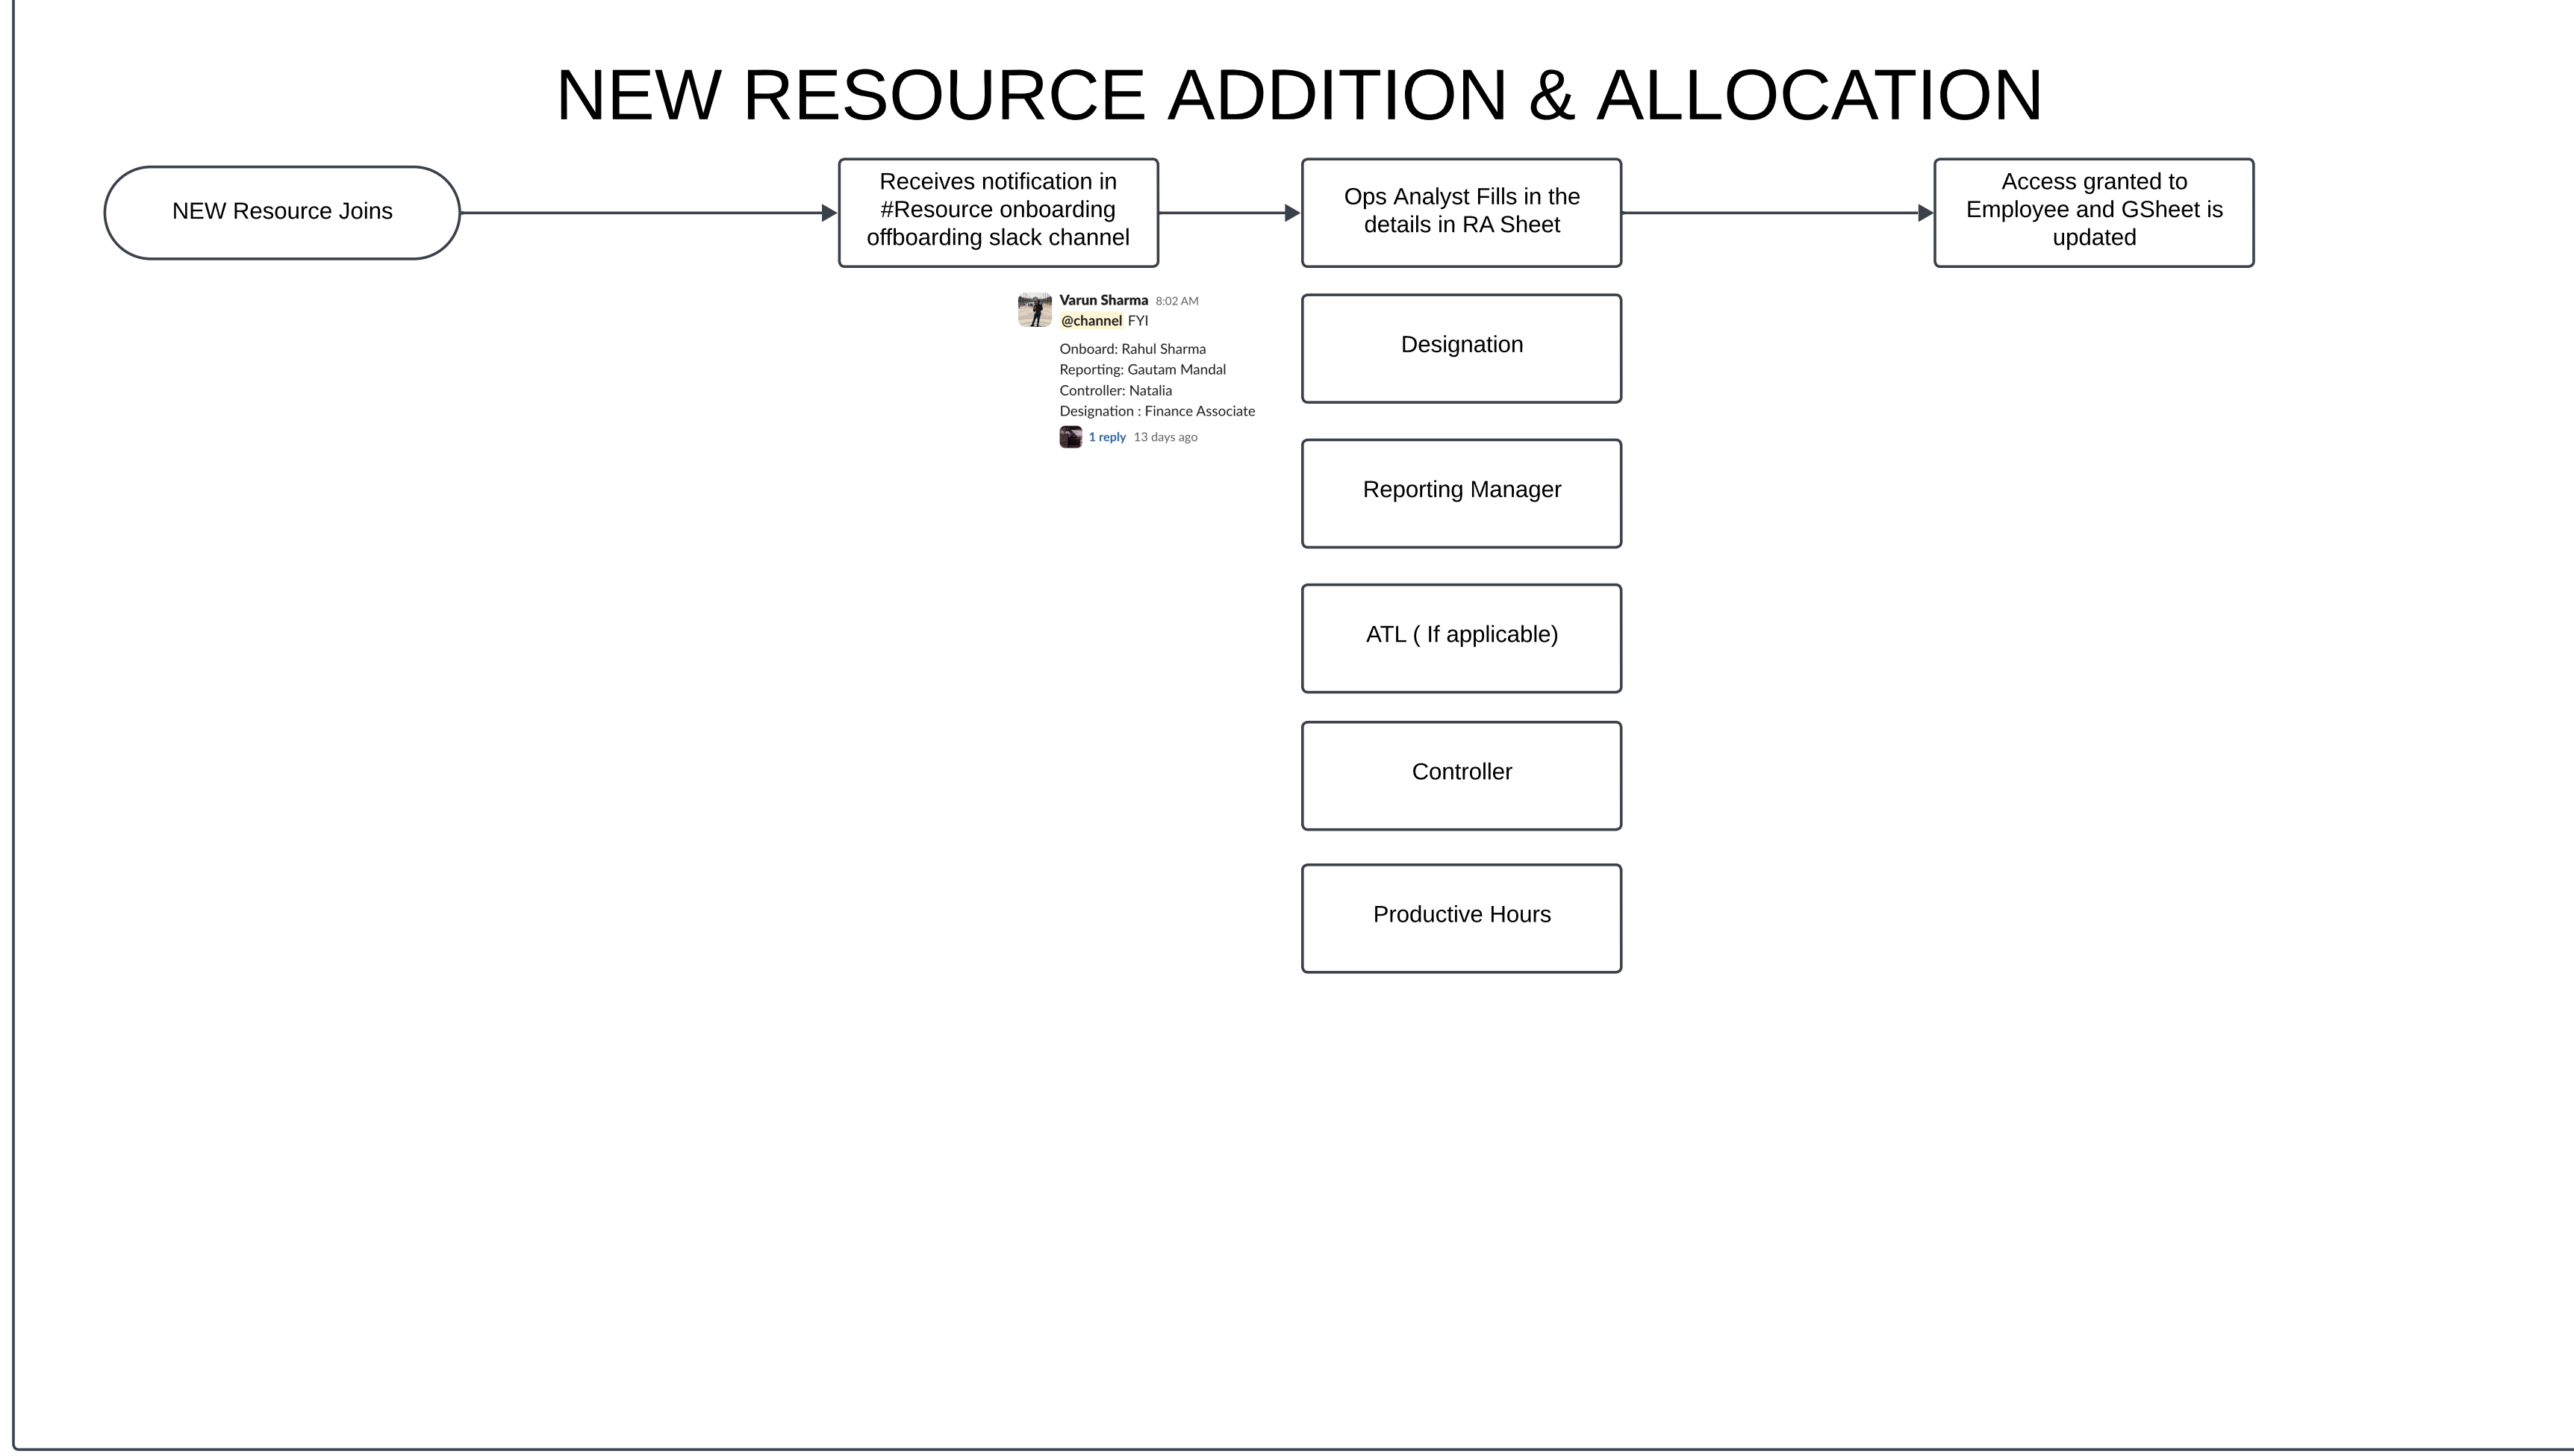 NEW RESOURCE ADDITION & ALLOCATION
NEW Resource Joins
Receives notification in
#Resource onboarding
offboarding slack channel
Ops Analyst Fills in the
details in RA Sheet
Access granted to
Employee and GSheet is
updated
Varun Sharma 8:02 AM
@channel FYI
Onboard: Rahul Sharma
Reporting: Gautam Mandal
Controller: Natalia
Designation : Finance Associate
1 reply 13 days ago
Designation
Reporting Manager
ATL ( If applicable)
Controller
Productive Hours